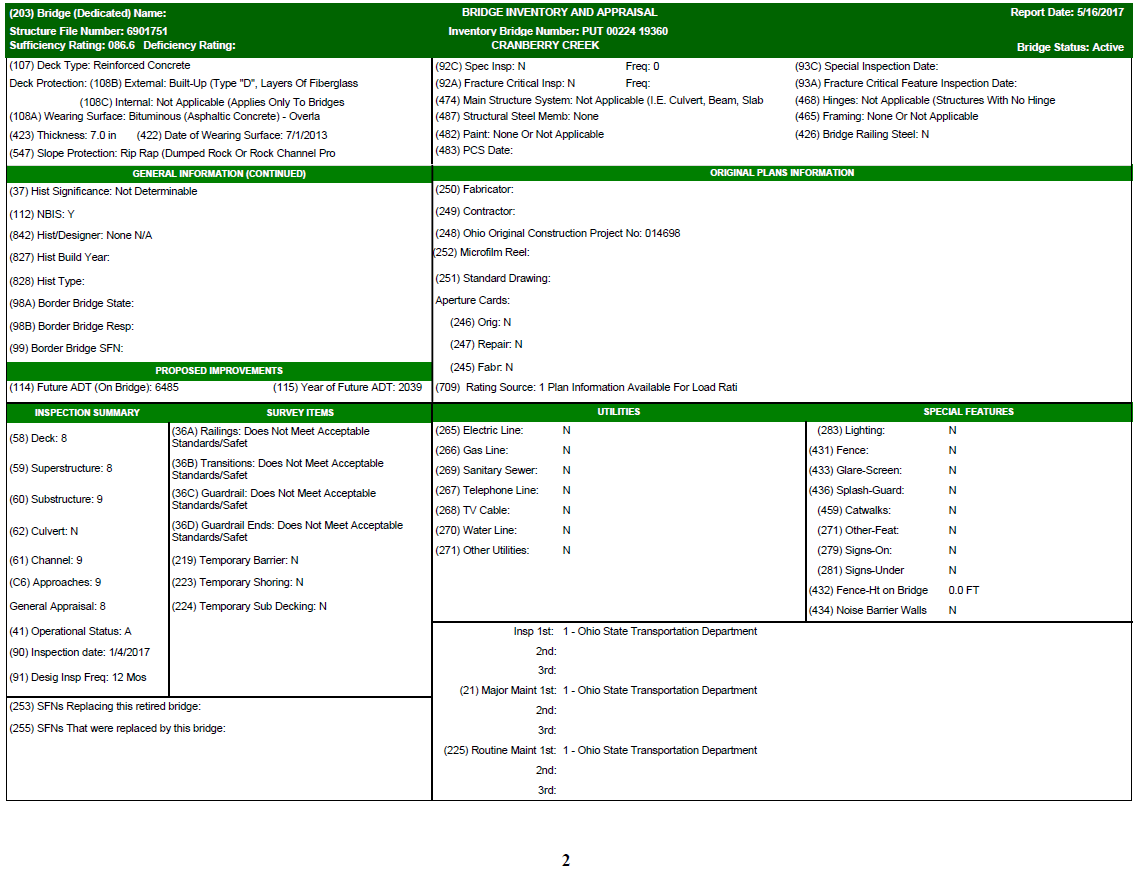 (203) Bridge (Dedicated) Name:
BRIDGE INVENTORY AND APPRAISAL
Report Date: 5/16/2017
Structure File Number: 6901751
Inventory Bridge Number: PUT 00224 19360
Sufficiency Rating: 086.6 Deficiency Rating:
CRANBERRY CREEK
Bridge Status: Active
(107) Deck Type: Reinforced Concrete
Deck Protection: (108B) External: Built-Up (Type "D", Layers Of Fiberglass
(108C) Internal: Not Applicable (Applies Only To Bridges
(108A) Wearing Surface: Bituminous (Asphaltic Concrete) - Overla
(423) Thickness: 7.0 in (422) Date of Wearing Surface: 7/1/2013
(547) Slope Protection: Rip Rap (Dumped Rock Or Rock Channel Pro
(92C) Spec Insp: N Freq: 0
(92A) Fracture Critical Insp: N Freq:
(474) Main Structure System: Not Applicable (I.E. Culvert, Beam, Slab
(487) Structural Steel Memb: None
(482) Paint: None Or Not Applicable
(483) PCS Date:
(93C) Special Inspection Date:
(93A) Fracture Critical Feature Inspection Date:
(468) Hinges: Not Applicable (Structures With No Hinge
(465) Framing: None Or Not Applicable
(426) Bridge Railing Steel: N
GENERAL INFORMATION (CONTINUED)
(37) Hist Significance: Not Determinable
(112) NBIS: Y
(842) Hist/Designer: None N/A
(827) Hist Build Year:
(828) Hist Type:
(98A) Border Bridge State:
(98B) Border Bridge Resp:
(99) Border Bridge SFN:
ORIGINAL PLANS INFORMATION
(250) Fabricator:
(249) Contractor:
(248) Ohio Original Construction Project No: 014698
(252) Microfilm Reel:
(251) Standard Drawing:
Aperture Cards:
(246) Orig: N
(247) Repair: N
(245) Fabr: N
(709) Rating Source: 1 Plan Information Available For Load Rati
PROPOSED IMPROVEMENTS
(114) Future ADT (On Bridge): 6485 (115) Year of Future ADT: 2039
INSPECTION SUMMARY
(58) Deck: 8
(59) Superstructure: 8
(60) Substructure: 9
(62) Culvert: N
(61) Channel: 9
(C6) Approaches: 9
General Appraisal: 8
(41) Operational Status: A
(90) Inspection date: 1/4/2017
(91) Desig Insp Freq: 12 Mos
SURVEY ITEMS
(36A) Railings: Does Not Meet Acceptable
Standards/Safet
(36B) Transitions: Does Not Meet Acceptable
Standards/Safet
(36C) Guardrail: Does Not Meet Acceptable
Standards/Safet
(36D) Guardrail Ends: Does Not Meet Acceptable
Standards/Safet
(219) Temporary Barrier: N
(223) Temporary Shoring: N
(224) Temporary Sub Decking: N
(253) SFNs Replacing this retired bridge:
(255) SFNs That were replaced by this bridge:
UTILITIES
(265) Electric Line: N
(266) Gas Line: N
(269) Sanitary Sewer: N
(267) Telephone Line: N
(268) TV Cable: N
(270) Water Line: N
(271) Other Utilities: N
SPECIAL FEATURES
(283) Lighting: N
(431) Fence: N
(433) Glare-Screen: N
(436) Splash-Guard: N
(459) Catwalks: N
(271) Other-Feat: N
(279) Signs-On: N
(281) Signs-Under N
(432) Fence-Ht on Bridge 0.0 FT
(434) Noise Barrier Walls N
Insp 1st: 1 - Ohio State Transportation Department
2nd:
3rd:
(21) Major Maint 1st: 1 - Ohio State Transportation Department
2nd:
3rd:
(225) Routine Maint 1st: 1 - Ohio State Transportation Department
2nd:
3rd:
2